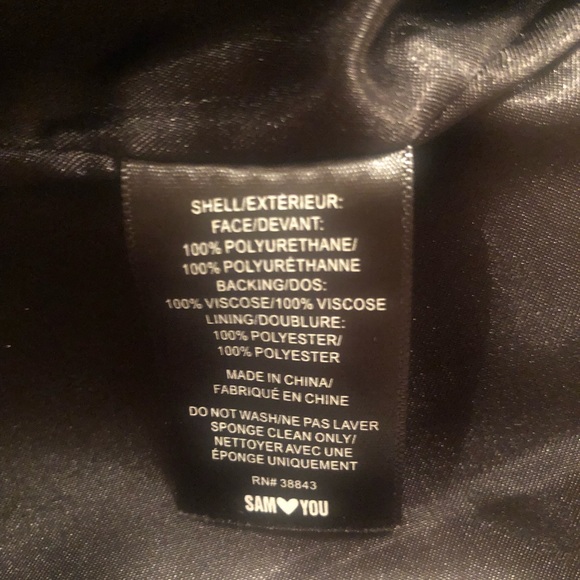 SHELL/EXTÉRIEUR:
FACE/DEVANT:
100% POLYURETHANE/
100% POLYURÉTHANNE
BACKING/DOS:
100% VISCOSE/100% VISCOSE
LINING/DOUBLURE:
100% POLYESTER/
100% POLYESTER
MADE IN CHINA/
FABRIQUÉ EN CHINE
DO NOT WASH/NE PAS LAVER
SPONGE CLEAN ONLY/
NETTOYER AVEC UNE
ÉPONGE UNIQUEMENT
RN# 38843
SAM♥YOU